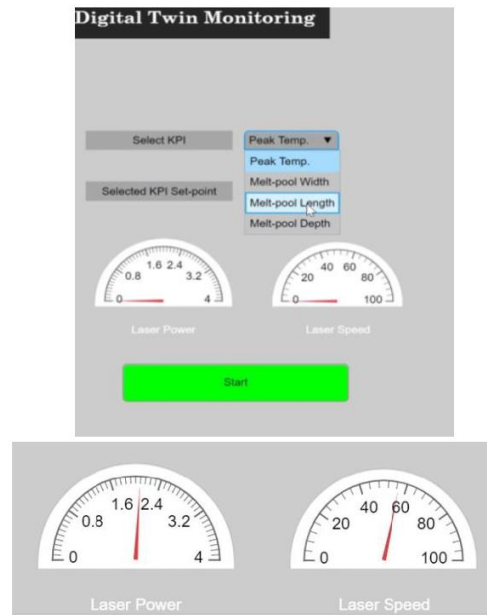 Digital Twin Monitoring
Select KPI
Peak Temp. ▼
Peak Temp.
Melt-pool Width
Selected KPI Set-point
Melt-pool Length
Melt-pool Depth
0 0.8 1.6 2.4 3.2 4
0 20 40 60 80 100
Laser Power
Laser Speed
Start
0 0.8 1.6 2.4 3.2 4
0 20 40 60 80 100
Laser Power
Laser Speed